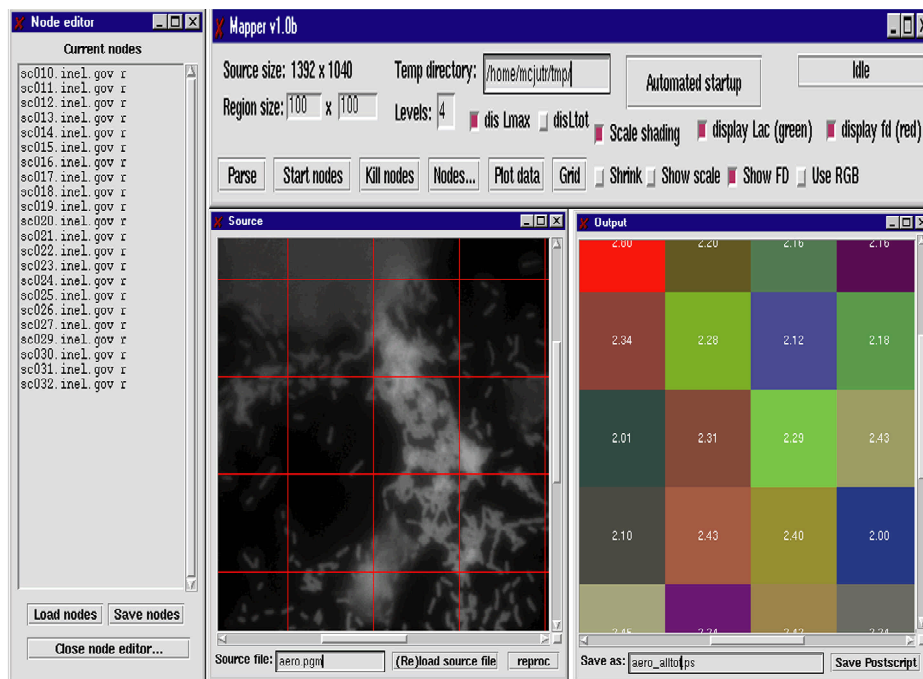 Node editor
Current nodes
sc010.inel.gov r
sc011.inel.gov r
sc012.inel.gov r
sc013.inel.gov r
sc014.inel.gov r
sc015.inel.gov r
sc016.inel.gov r
sc017.inel.gov r
sc018.inel.gov r
sc019.inel.gov r
sc020.inel.gov r
sc021.inel.gov r
sc022.inel.gov r
sc023.inel.gov r
sc024.inel.gov r
sc025.inel.gov r
sc026.inel.gov r
sc027.inel.gov r
sc029.inel.gov r
sc030.inel.gov r
sc031.inel.gov r
sc032.inel.gov r
Load nodes Save nodes
Close node editor...
Mapper v1.0b
Source size: 1392 x 1040 Temp directory: /home/mcjutr/tmp/ Automated startup Idle
Region size: 100 x 100 Levels: 4 dis Lmax disLtot Scale shading display Lac (green) display fd (red)
Parse Start nodes Kill nodes Nodes... Plot data Grid Shrink Show scale Show FD Use RGB
Source
Source file: aero.pgm (Re)load source file reproc
Output
2.80 2.20 2.16 2.16
2.34 2.28 2.12 2.18
2.01 2.31 2.29 2.43
2.10 2.43 2.40 2.00
Save as: aero_alltot.ps Save Postscript